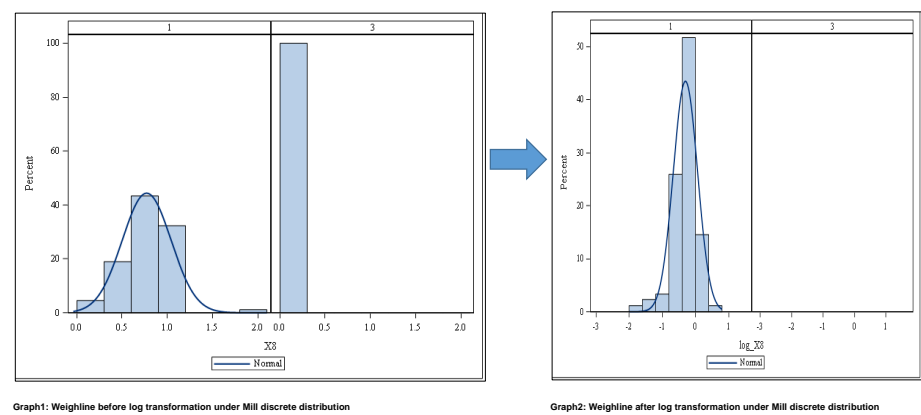 1 3
100
80
60
40
20
0
Percent
0.0 0.5 1.0 1.5 2.0 0.0 0.5 1.0 1.5 2.0
X8
Normal
1 3
50
40
30
20
10
0
Percent
-3 -2 -1 0 1 -3 -2 -1 0 1
log_X8
Normal
Graph1: Weighline before log transformation under Mill discrete distribution
Graph2: Weighline after log transformation under Mill discrete distribution